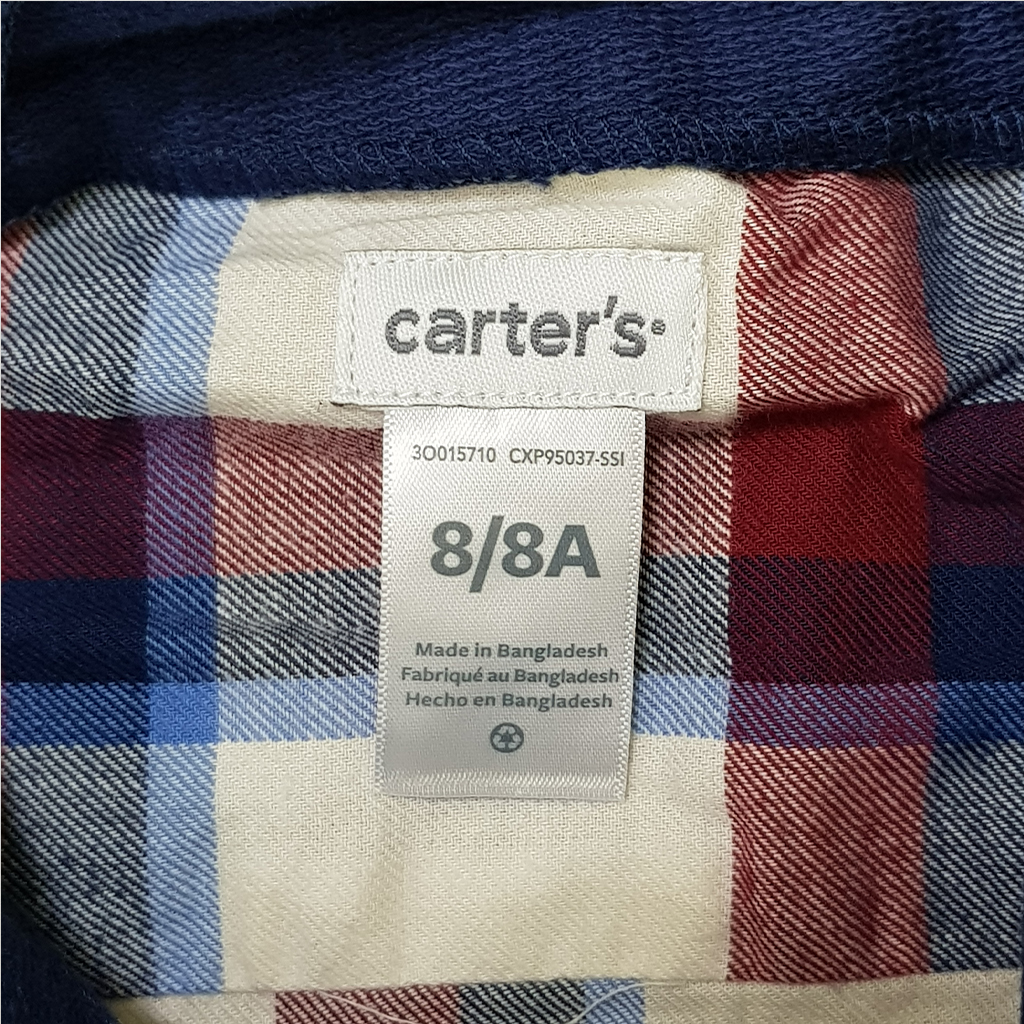 carter's
3O015710 CXP95037-SSI
8/8A
Made in Bangladesh
Fabriqué au Bangladesh
Hecho en Bangladesh